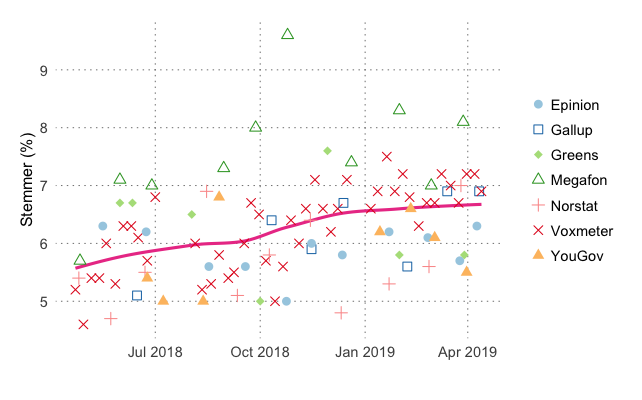 Stemmer (%)
9
8
7
6
5
Jul 2018
Oct 2018
Jan 2019
Apr 2019
Epinion
Gallup
Greens
Megafon
Norstat
Voxmeter
YouGov